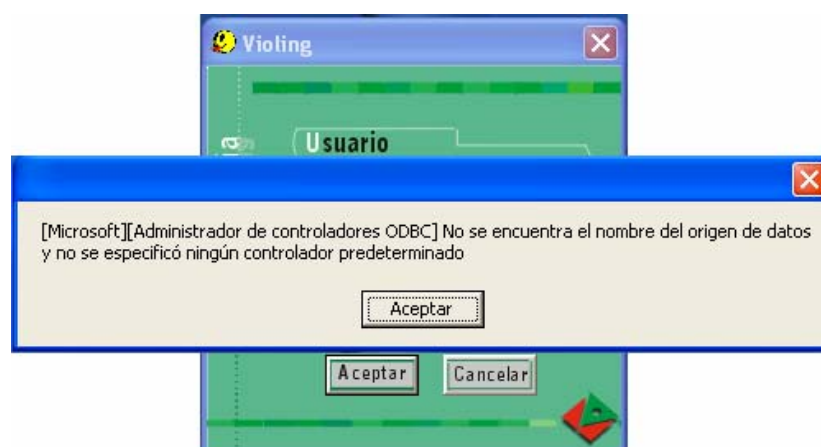 Violing
Usuario
[Microsoft][Administrador de controladores ODBC] No se encuentra el nombre del origen de datos
y no se especificó ningún controlador predeterminado
Aceptar
Aceptar
Cancelar